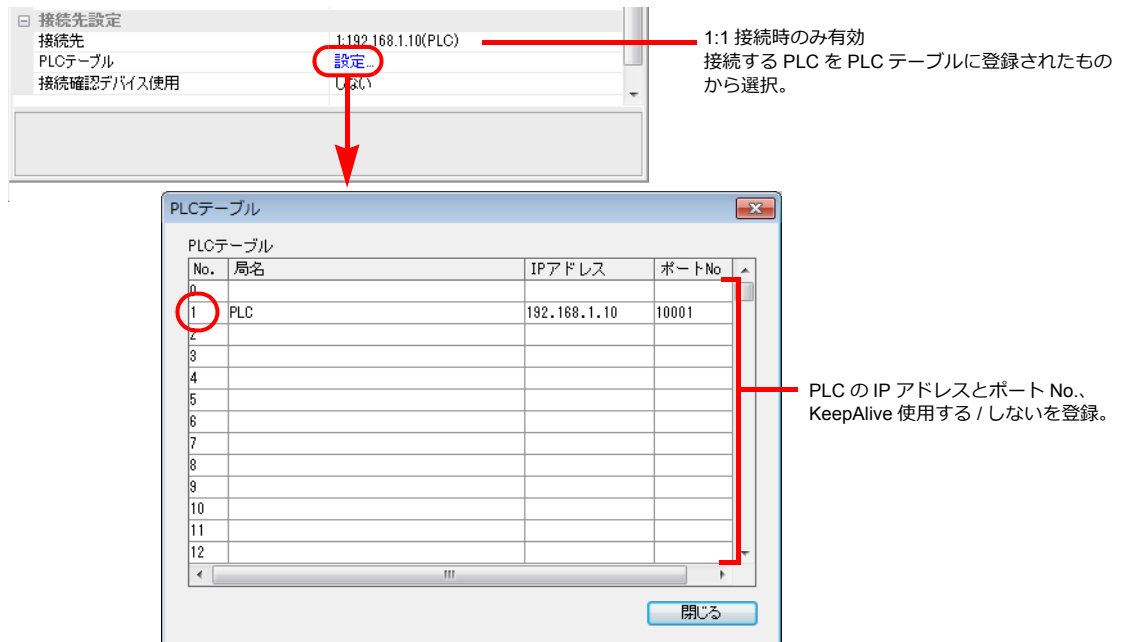 接続先設定
接続先 1:192.168.1.10(PLC)
PLCテーブル 設定...
接続確認デバイス使用 しない
1:1 接続時のみ有効
接続する PLC を PLC テーブルに登録されたもの
から選択。
PLCテーブル
PLCテーブル
No. 局名 IPアドレス ポートNo
0
1 PLC 192.168.1.10 10001
2
3
4
5
6
7
8
9
10
11
12
PLC の IP アドレスとポート No.、
KeepAlive 使用する / しないを登録。
閉じる